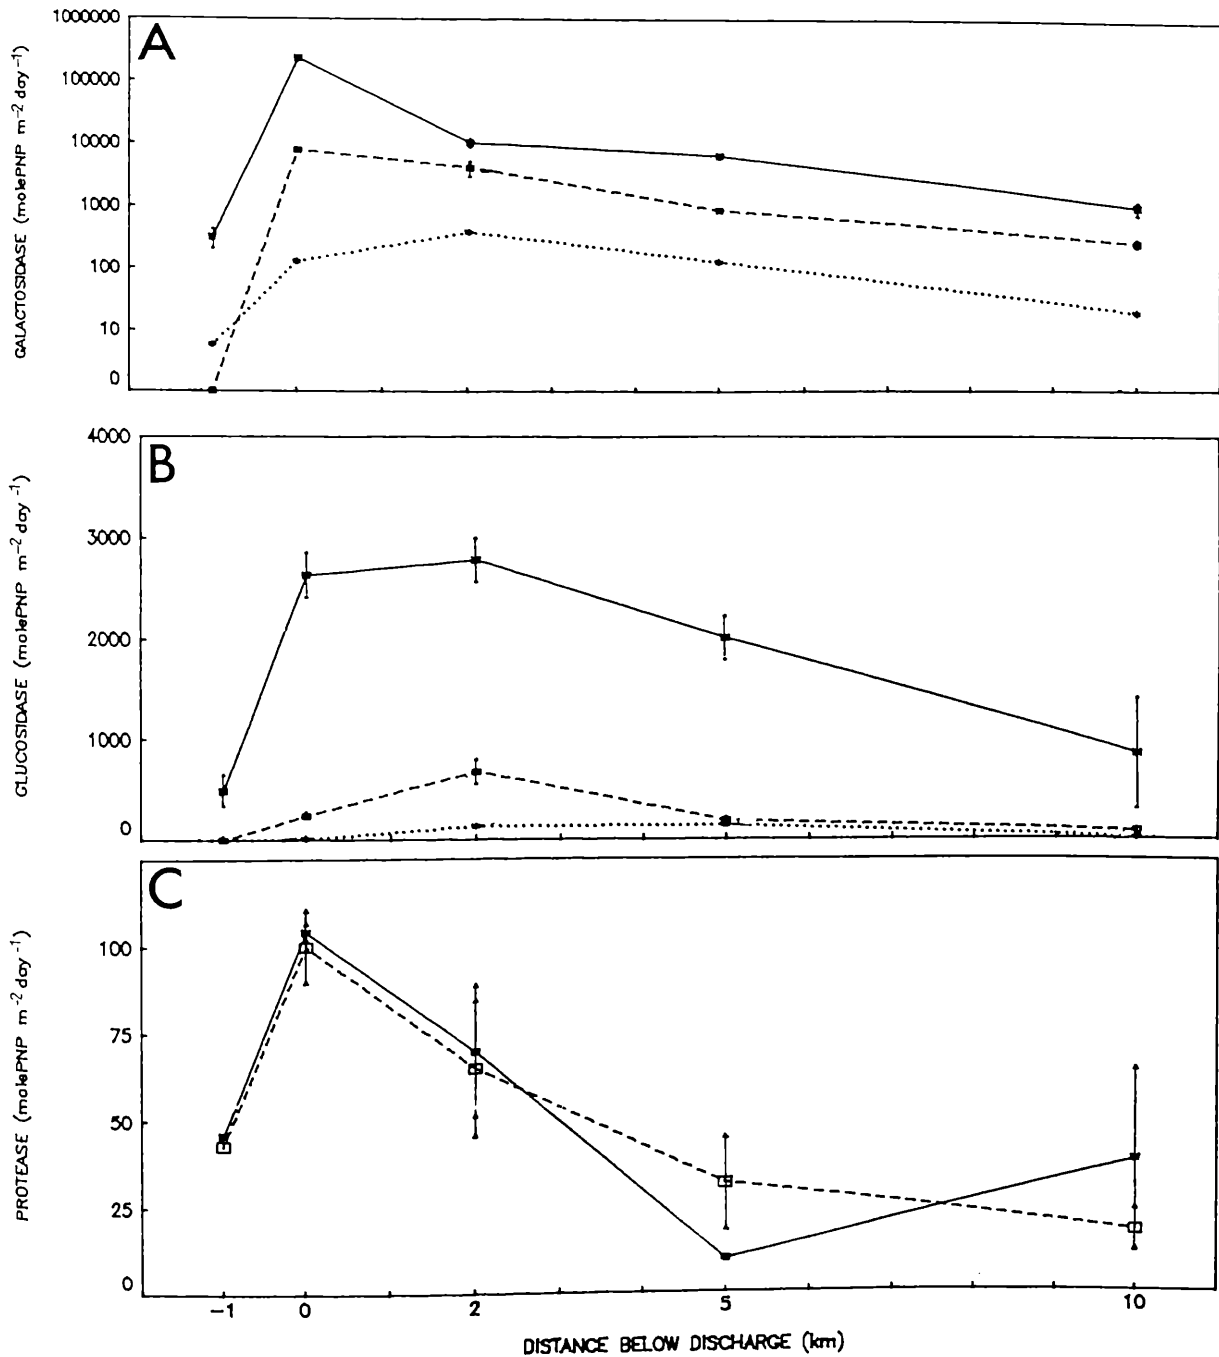 A
GALACTOSIDASE (molePNP m⁻² day⁻¹)
1000000
100000
10000
1000
100
10
0
B
GLUCOSIDASE (molePNP m⁻² day⁻¹)
4000
3000
2000
1000
0
C
PROTEASE (molePNP m⁻² day⁻¹)
100
75
50
25
0
-1 0 2 5 10
DISTANCE BELOW DISCHARGE (km)